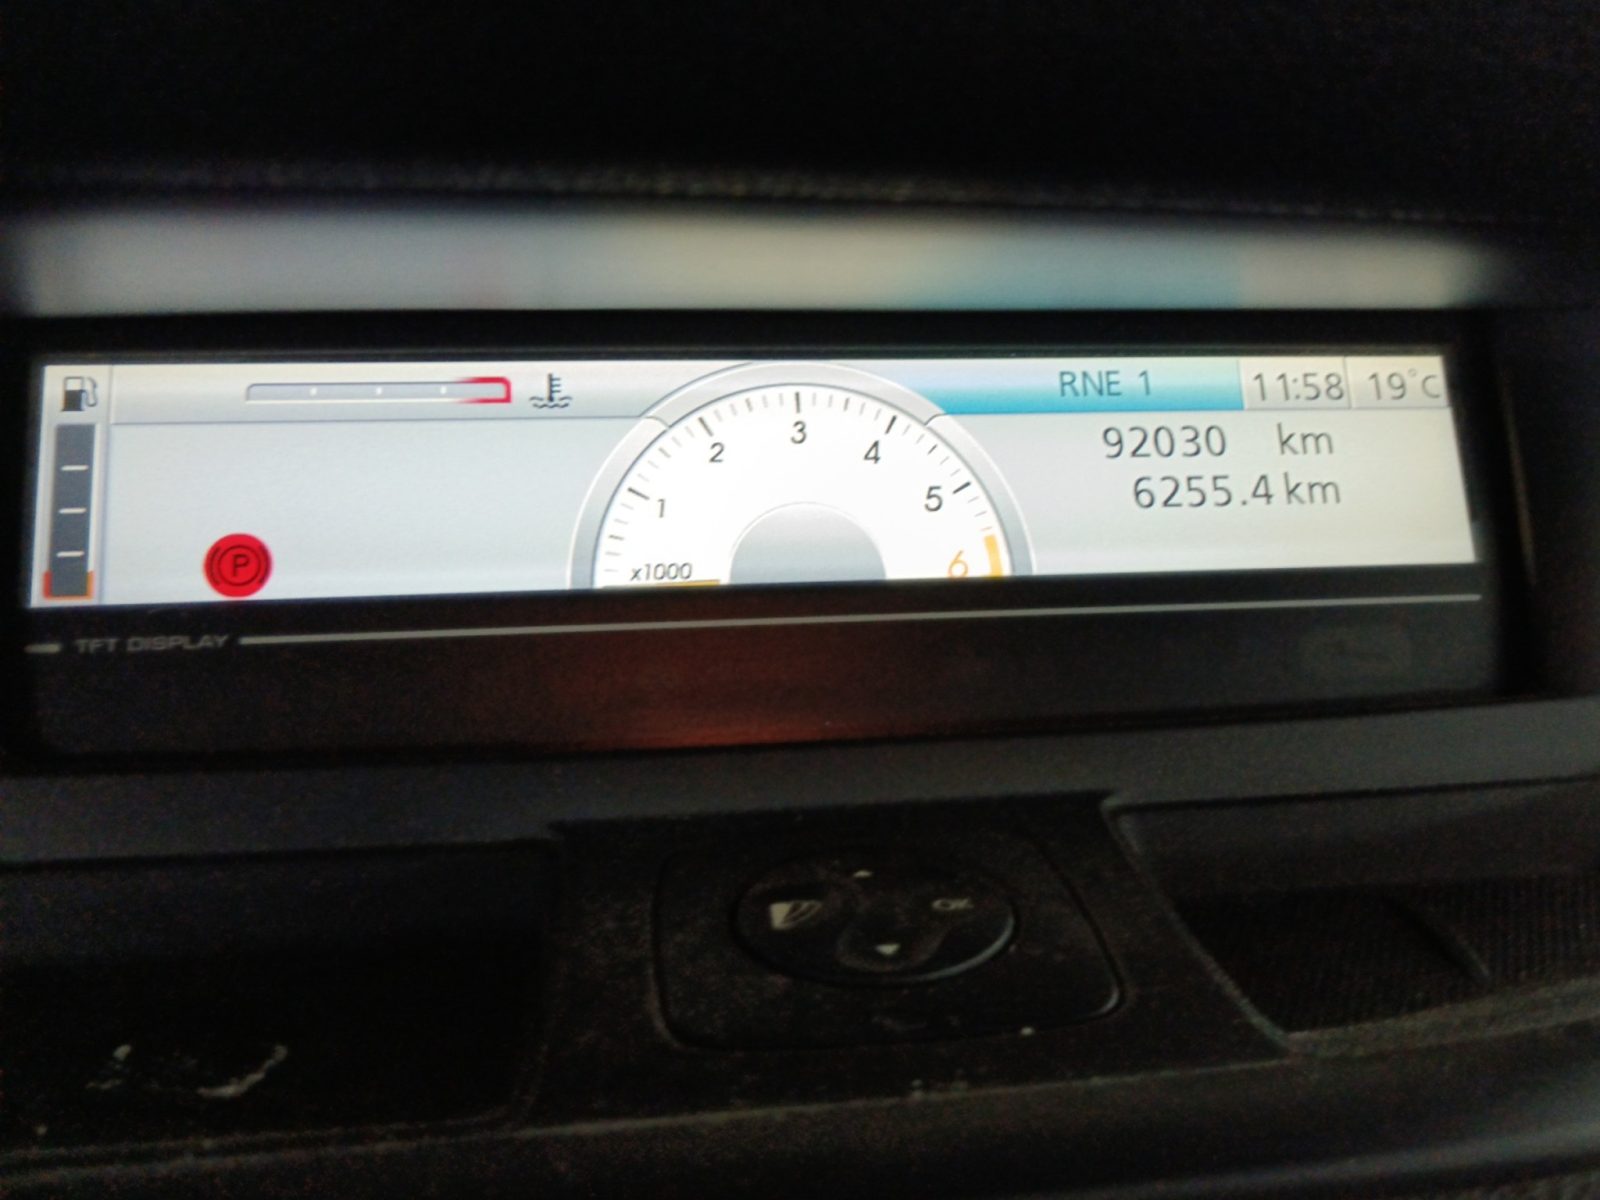 RNE 1 11:58 19°C
92030 km
6255.4 km
1 2 3 4 5 6
x1000
P
TFT DISPLAY
OK